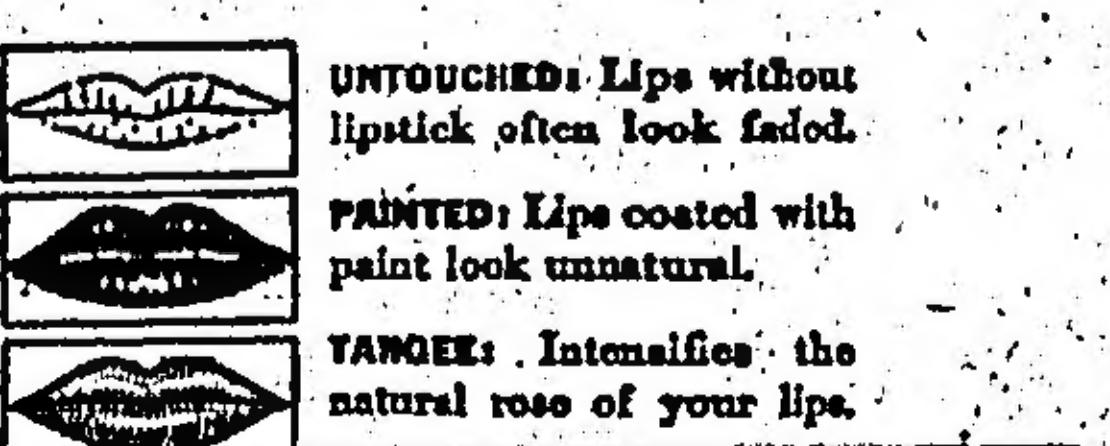 UNTOUCHED: Lips without
lipstick often look faded.
PAINTED: Lips coated with
paint look unnatural.
TANGEE: Intensifies the
natural rose of your lips.